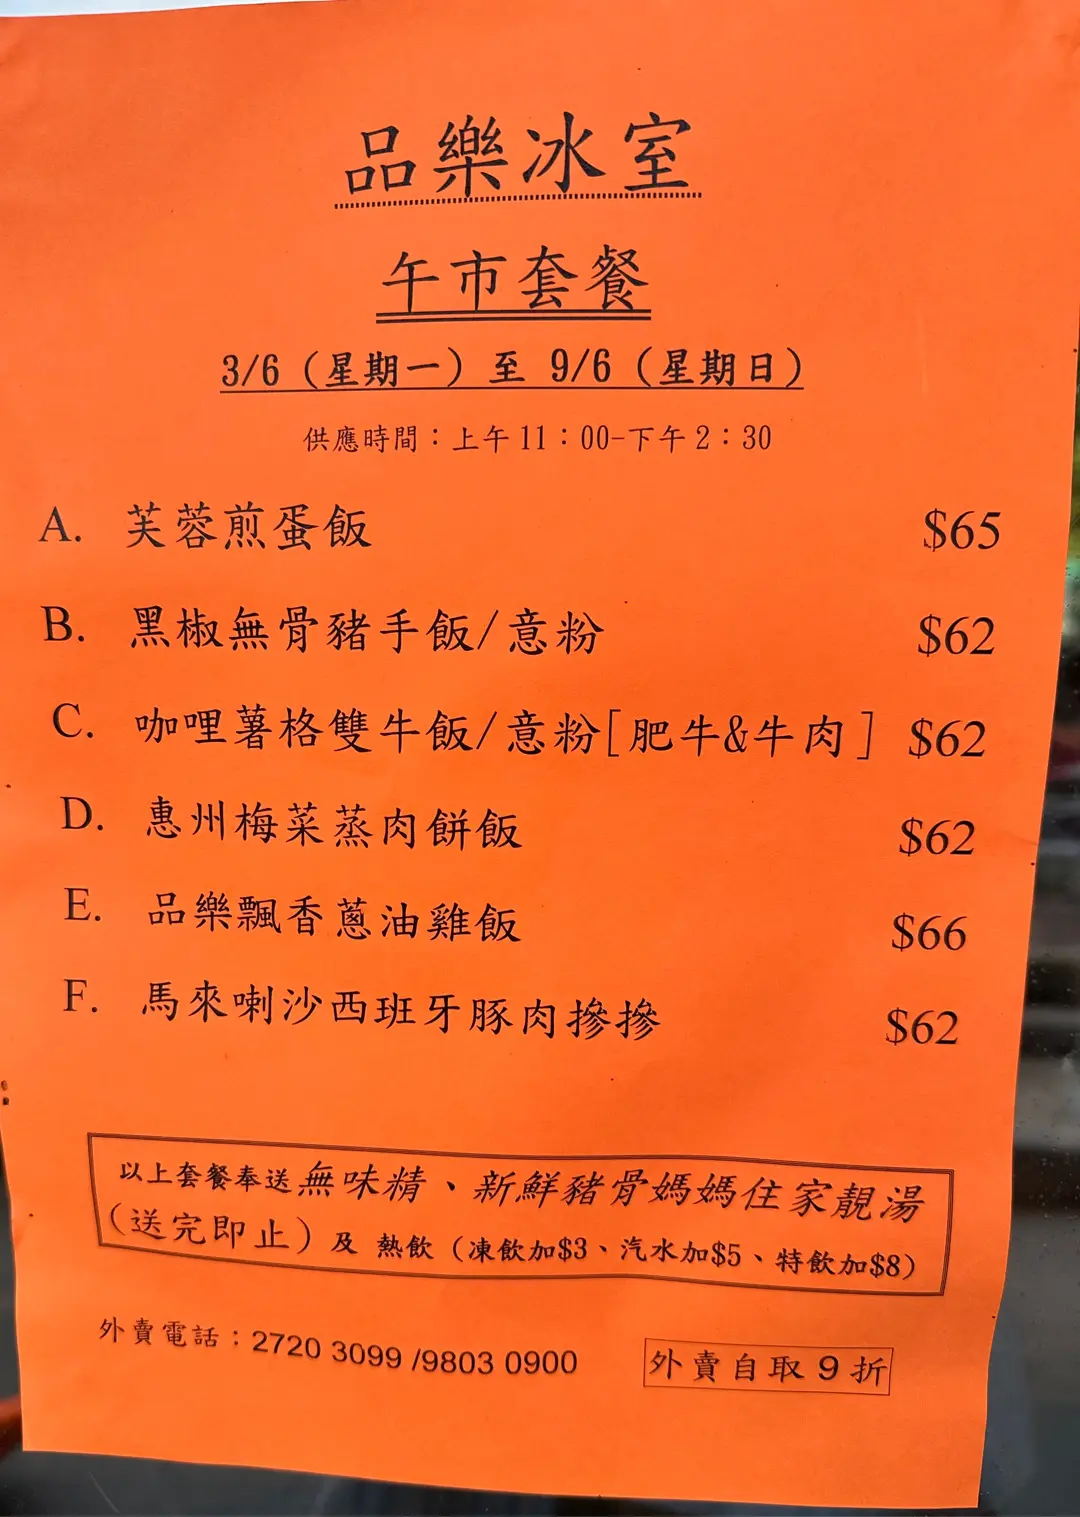 品樂冰室
午市套餐
3/6 (星期一) 至 9/6 (星期日)
供應時間：上午11：00-下午2：30
A. 芙蓉煎蛋飯 $65
B. 黑椒無骨豬手飯/意粉 $62
C. 咖哩薯格雙牛飯/意粉[肥牛&牛肉] $62
D. 惠州梅菜蒸肉餅飯 $62
E. 品樂飄香蔥油雞飯 $66
F. 馬來喇沙西班牙豚肉摻摻 $62
以上套餐奉送無味精、新鮮豬骨媽媽住家靚湯
(送完即止) 及 熱飲 (凍飲加$3、汽水加$5、特飲加$8)
外賣電話：2720 3099 /9803 0900 外賣自取9折